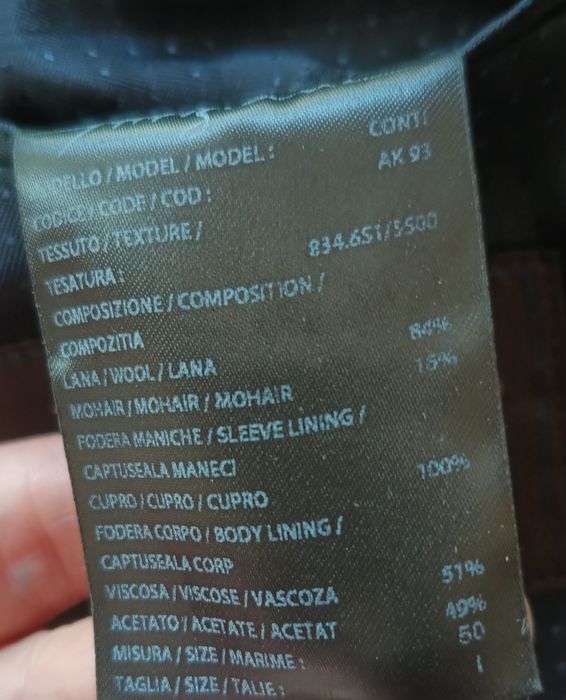 MODEL / MODEL : CONTI
CODICE / CODE / COD : AK 93
TESSUTO / TEXTURE /
TESATURA : 834.651/5500
COMPOSIZIONE / COMPOSITION /
COMPOZITIA
LANA / WOOL / LANA 84%
MOHAIR / MOHAIR / MOHAIR 15%
FODERA MANICHE / SLEEVE LINING /
CAPTUSEALA MANECI
CUPRO / CUPRO / CUPRO 100%
FODERA CORPO / BODY LINING /
CAPTUSEALA CORP
VISCOSA / VISCOSE / VASCOZA 51%
ACETATO / ACETATE / ACETAT 49%
MISURA / SIZE / MARIME : 50
TAGLIA / SIZE / TALIE :